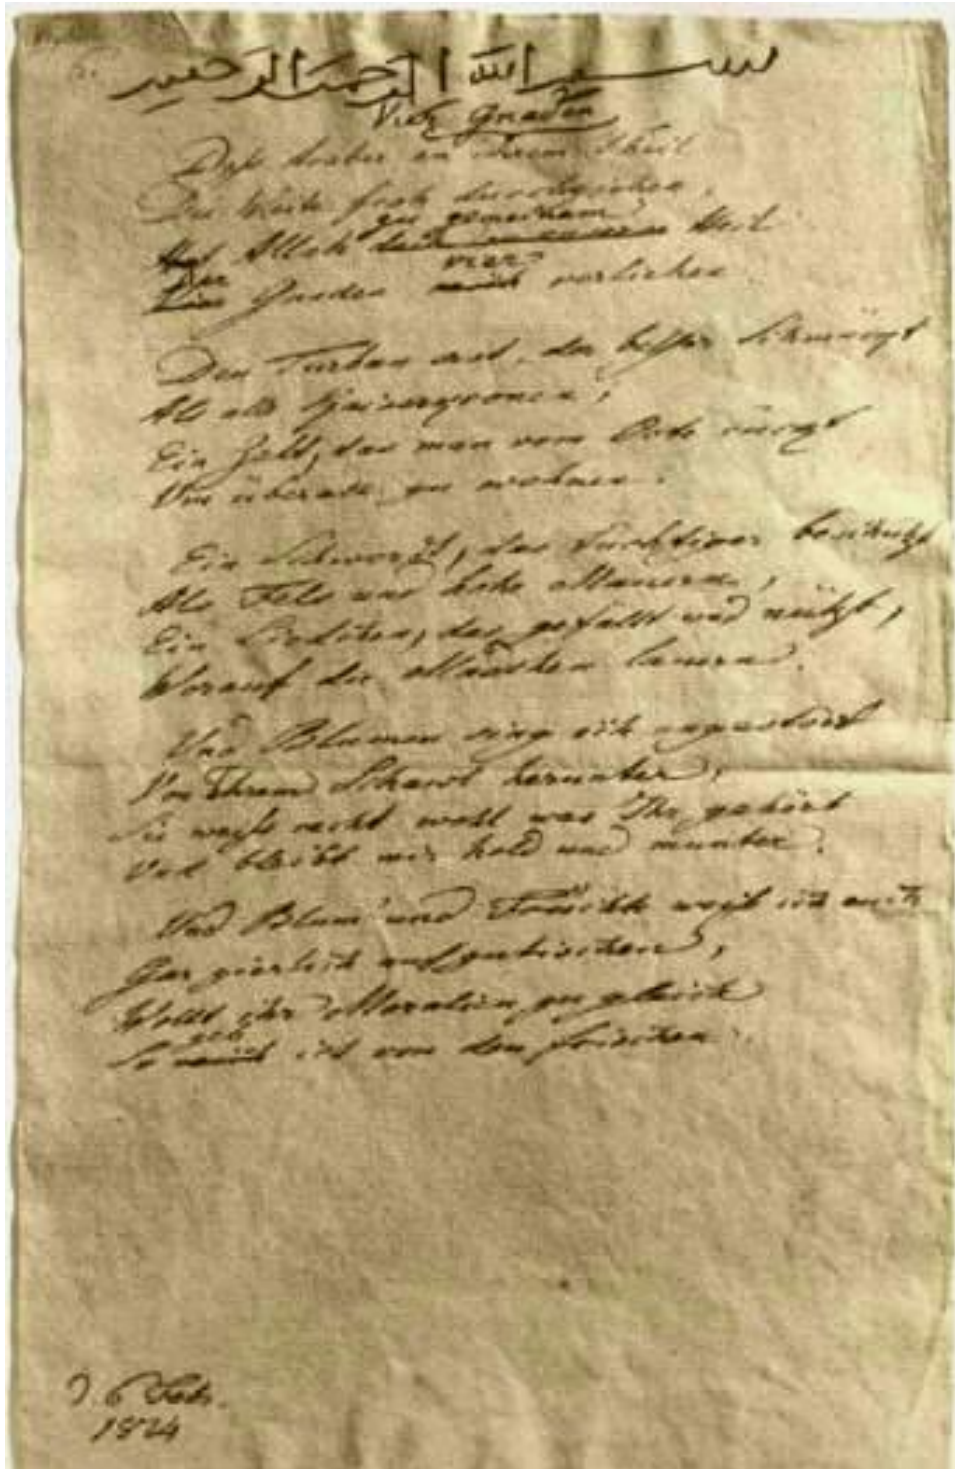 بسم الله الرحمن الرحيم
Vier Gnaden
Daß Araber an ihrem Theil
Die Weite froh durchziehen,
Hat Allah zu gemeinsam Heil
Der Gnaden vier verliehen.
Den Turban erst, der besser schmückt
Als alle Kaiserkronen;
Ein Zelt, das man vom Orte rückt
Um überall zu wohnen.
Ein Schwerdt, das tüchtiger beschützt
Als Fels und hohe Mauern,
Ein Liedchen, das gefällt und nützt,
Worauf die Mädchen lauern.
Und Blumen sing ich ungestört
Von Ihrem Shawl herunter,
Sie weiß recht wohl was Ihr gehört
Und bleibt mir hold und munter.
Und Blum' und Früchte weis ich euch
Gar zierlich aufzutischen,
Wollt ihr Moralien zugleich
So geb ich von den frischen.
d. 6 Febr.
1814